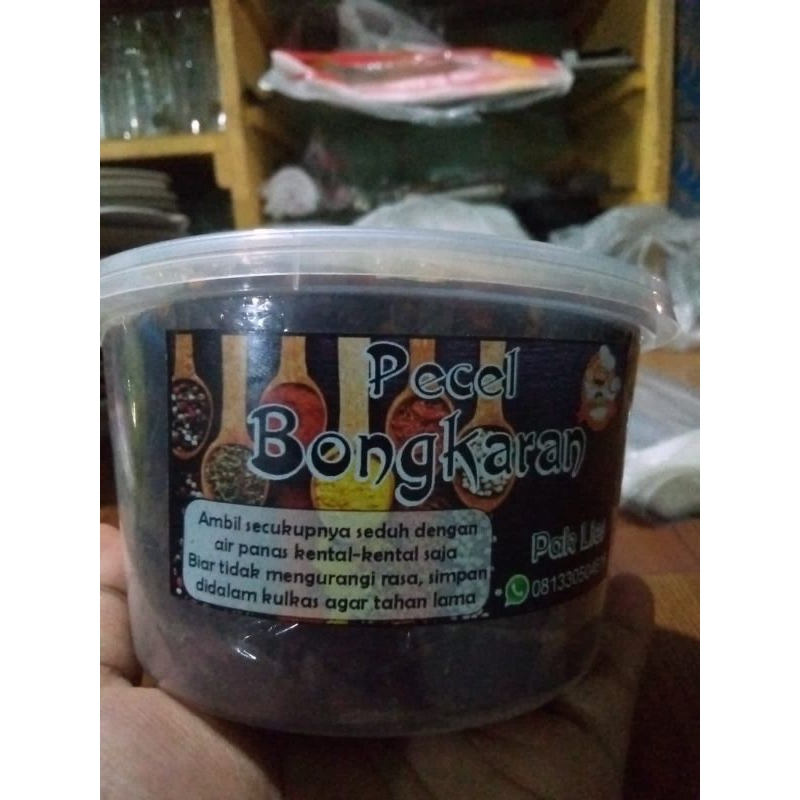 Pecel
Bongkaran
Ambil secukupnya seduh dengan
air panas kental-kental saja
Biar tidak mengurangi rasa, simpan
didalam kulkas agar tahan lama
Pak